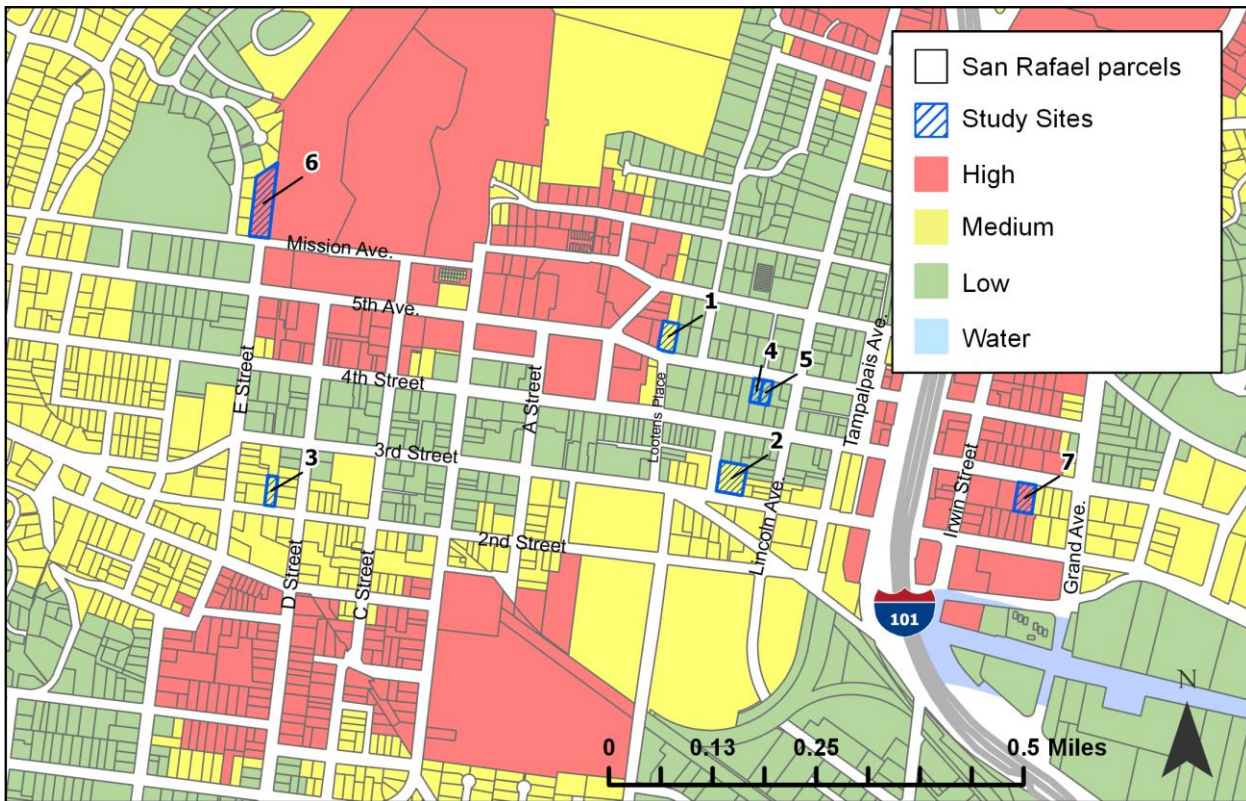 San Rafael parcels
Study Sites
High
Medium
Low
Water
6
Mission Ave.
5th Ave.
1
4
5
4th Street
E Street
A Street
Lootens Place
Tampalpais Ave.
3rd Street
3
2
7
Irwin Street
2nd Street
Lincoln Ave.
Grand Ave.
D Street
C Street
101
N
0
0.13
0.25
0.5 Miles